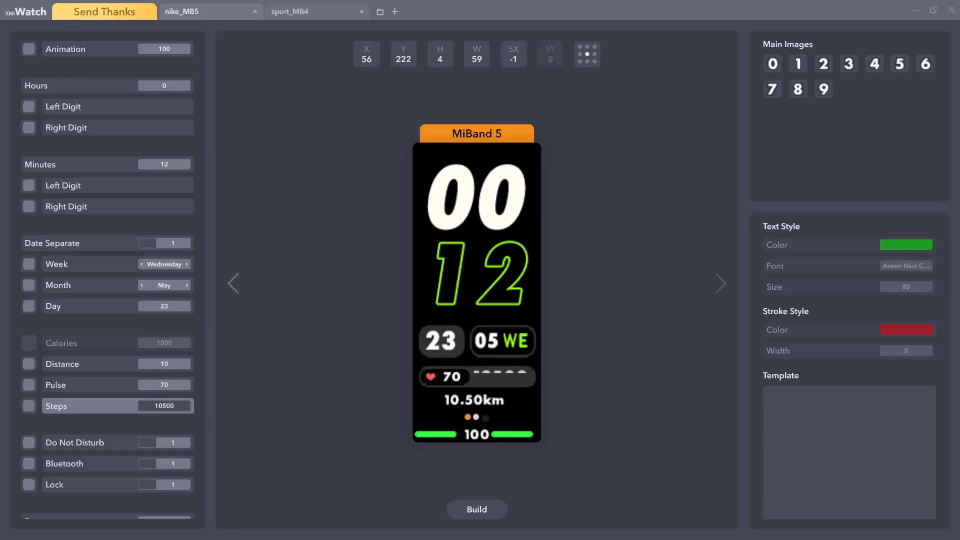 XMiWatch Send Thanks nike_MB5 × sport_MB4 × +
Animation 100
Hours 0
Left Digit
Right Digit
Minutes 12
Left Digit
Right Digit
Date Separate 1
Week ‹ Wednesday ›
Month ‹ May ›
Day 23
Calories 1000
Distance 10
Pulse 70
Steps 10500
Do Not Disturb 1
Bluetooth 1
Lock 1
X Y H W SX SY
56 222 4 59 -1 0
MiBand 5
00
12
23 05 WE
70
10.50km
100
Build
Main Images
0 1 2 3 4 5 6
7 8 9
Text Style
Color
Font Avenir Next C...
Size
Stroke Style
Color
Width 5
Template